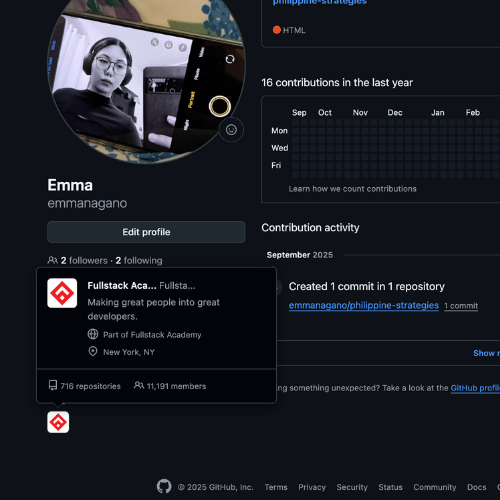 philippine-strategies
HTML
16 contributions in the last year
Sep Oct Nov Dec Jan Feb
Mon
Wed
Fri
Learn how we count contributions
Video
Photo
Portrait
Night
Emma
emmanagano
Edit profile
2 followers · 2 following
Fullstack Aca... Fullsta...
Making great people into great
developers.
Part of Fullstack Academy
New York, NY
716 repositories 11,191 members
Contribution activity
September 2025
Created 1 commit in 1 repository
emmanagano/philippine-strategies 1 commit
Show
something unexpected? Take a look at the GitHub
© 2025 GitHub, Inc. Terms Privacy Security Status Community Docs